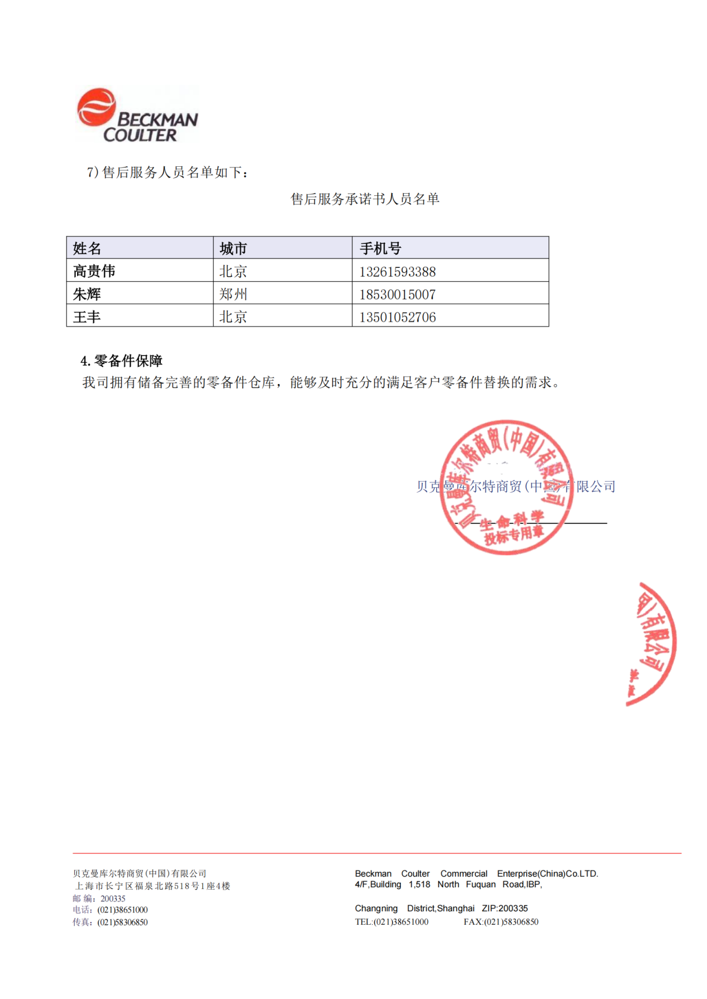 BECKMAN
COULTER
7)售后服务人员名单如下：
售后服务承诺书人员名单
姓名 城市 手机号
高贵伟 北京 13261593388
朱辉 郑州 18530015007
王丰 北京 13501052706
4.零备件保障
我司拥有储备完善的零备件仓库，能够及时充分的满足客户零备件替换的需求。
贝克曼库尔特商贸(中国)有限公司
贝克曼库尔特商贸(中国)有限公司
生命科学
投标专用章
国)有限公司
学
章
贝克曼库尔特商贸(中国)有限公司
上海市长宁区福泉北路518号1座4楼
邮 编：200335
电话：(021)38651000
传真：(021)58306850
Beckman Coulter Commercial Enterprise(China)Co.LTD.
4/F,Building 1,518 North Fuquan Road,IBP,
Changning District,Shanghai ZIP:200335
TEL:(021)38651000 FAX:(021)58306850